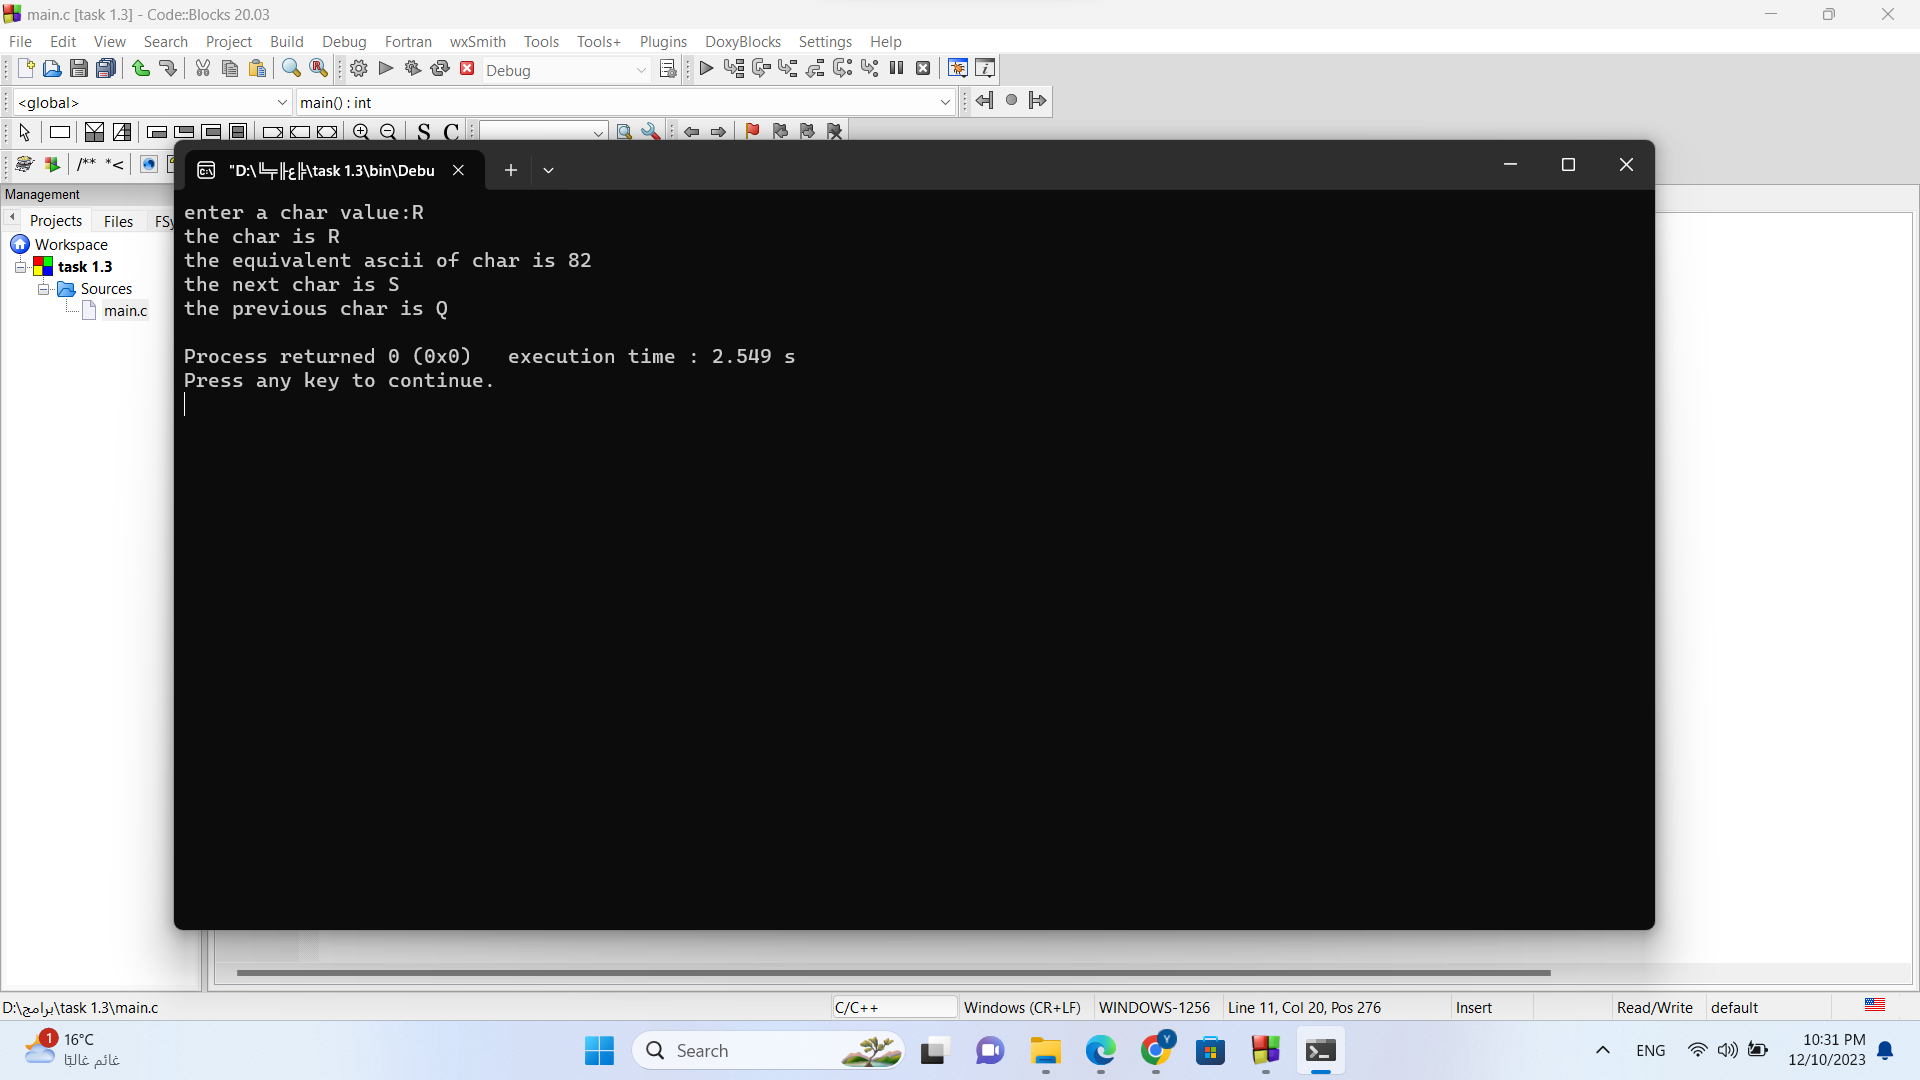 main.c [task 1.3] - Code::Blocks 20.03
File Edit View Search Project Build Debug Fortran wxSmith Tools Tools+ Plugins DoxyBlocks Settings Help
Debug
<global> main() : int
S C
/** *<
Management
Projects Files FSy
Workspace
task 1.3
Sources
main.c
"D:\╚╤╟ع╠\task 1.3\bin\Debu
enter a char value:R
the char is R
the equivalent ascii of char is 82
the next char is S
the previous char is Q
Process returned 0 (0x0)   execution time : 2.549 s
Press any key to continue.
D:\برامج\task 1.3\main.c C/C++ Windows (CR+LF) WINDOWS-1256 Line 11, Col 20, Pos 276 Insert Read/Write default
1 16°C
غائم غالبًا
Search
Y
ENG
10:31 PM
12/10/2023